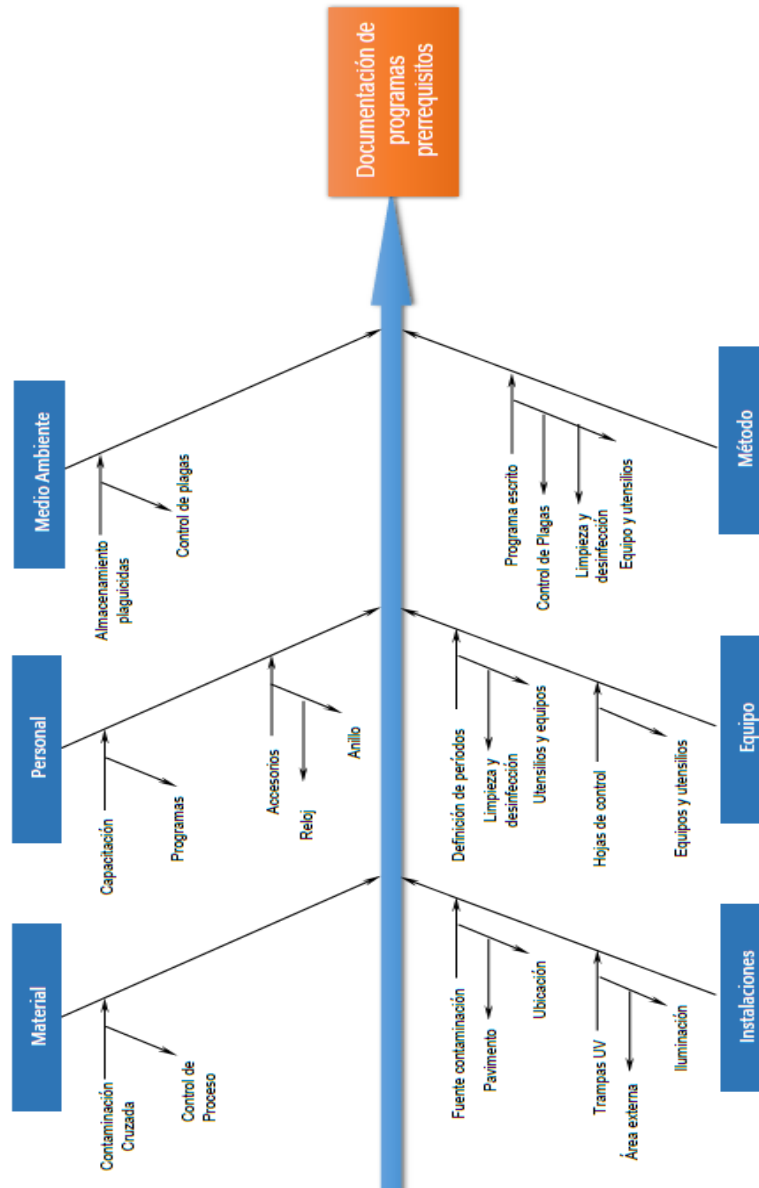 Material
Personal
Medio Ambiente
Contaminación
Cruzada
Control de
Proceso
Capacitación
Programas
Accesorios
Reloj
Anillo
Almacenamiento
plaguicidas
Control de plagas
Documentación de
programas
prerrequisitos
Fuente contaminación
Pavimento
Ubicación
Trampas UV
Área externa
Iluminación
Definición de períodos
Limpieza y
desinfección
Utensilios y equipos
Hojas de control
Equipos y utensilios
Programa escrito
Control de Plagas
Limpieza y
desinfección
Equipo y utensilios
Instalaciones
Equipo
Método